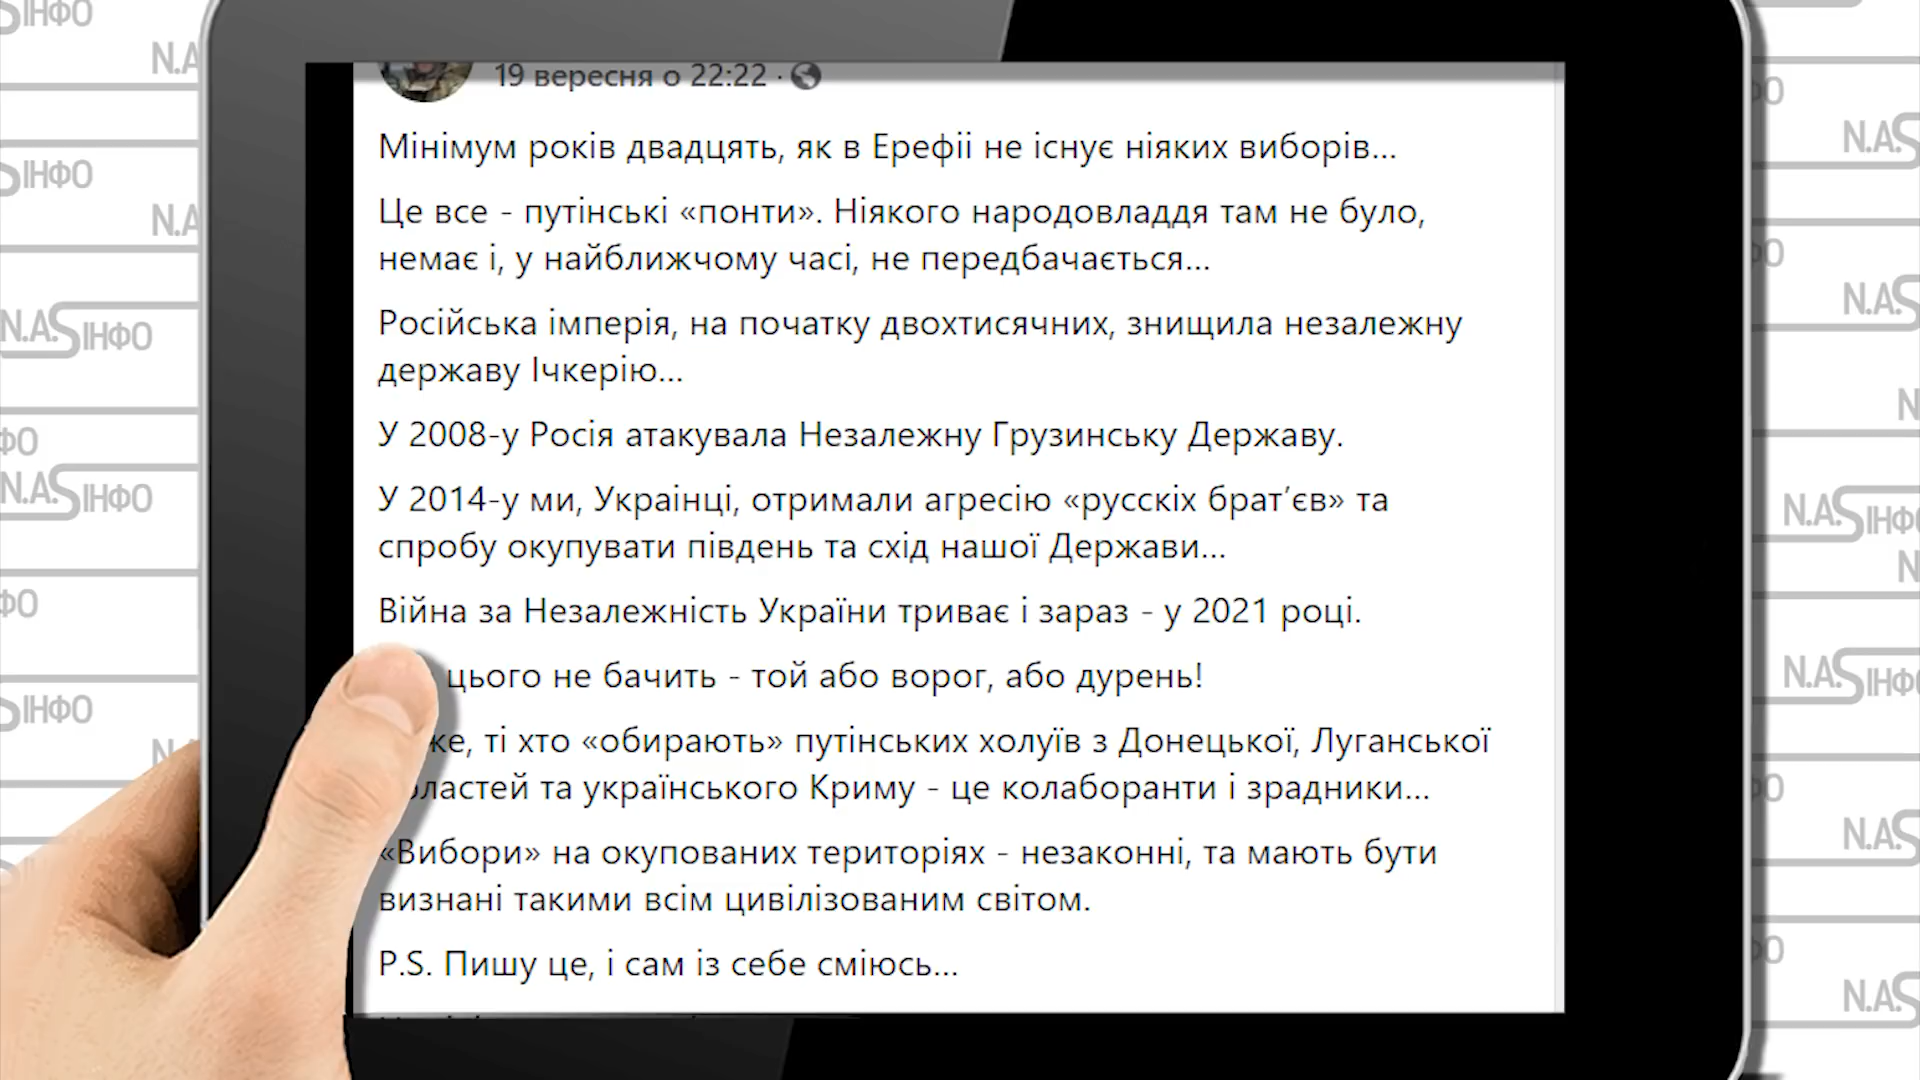 19 вересня о 22:22 ·
Мінімум років двадцять, як в Ерефії не існує ніяких виборів...
Це все - путінські «понти». Ніякого народовладдя там не було,
немає і, у найближчому часі, не передбачається...
Російська імперія, на початку двохтисячних, знищила незалежну
державу Ічкерію...
У 2008-у Росія атакувала Незалежну Грузинську Державу.
У 2014-у ми, Українці, отримали агресію «русскіх брат’єв» та
спробу окупувати південь та схід нашої Держави...
Війна за Незалежність України триває і зараз - у 2021 році.
цього не бачить - той або ворог, або дурень!
ті хто «обирають» путінських холуїв з Донецької, Луганської
та українського Криму - це колаборанти і зрадники...
«Вибори» на окупованих територіях - незаконні, та мають бути
визнані такими всім цивілізованим світом.
P.S. Пишу це, і сам із себе сміюсь...
N.A.SІНФО
N.A.SІНФО